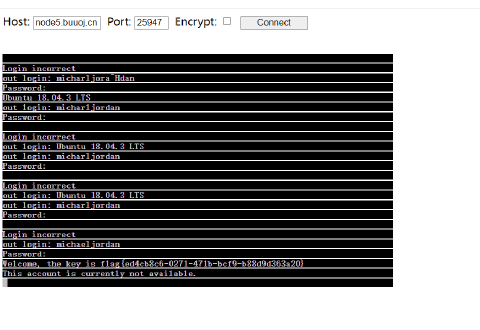 Host: node5.buuoj.cn Port: 25947 Encrypt: Connect
Login incorrect
out login: micharljora^Hdan
Password:
Ubuntu 18.04.3 LTS
out login: micharljordan
Password:
Login incorrect
out login: Ubuntu 18.04.3 LTS
out login: micharljordan
Password:
Login incorrect
out login: Ubuntu 18.04.3 LTS
out login: micharljordan
Password:
Login incorrect
out login: michaeljordan
Password:
Welcome, the key is flag{ed4cb8c6-0271-471b-bcf9-b88d9d363a20}
This account is currently not available.